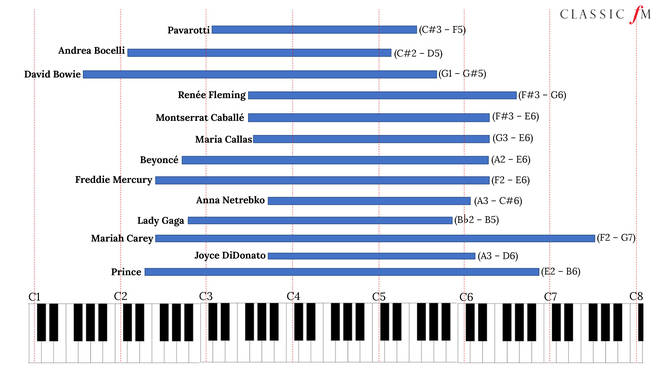 CLASSIC fM
Pavarotti (C#3 – F5)
Andrea Bocelli (C#2 – D5)
David Bowie (G1 – G#5)
Renée Fleming (F#3 – G6)
Montserrat Caballé (F#3 – E6)
Maria Callas (G3 – E6)
Beyoncé (A2 – E6)
Freddie Mercury (F2 – E6)
Anna Netrebko (A3 – C#6)
Lady Gaga (B♭2 – B5)
Mariah Carey (F2 – G7)
Joyce DiDonato (A3 – D6)
Prince (E2 – B6)
C1 C2 C3 C4 C5 C6 C7 C8